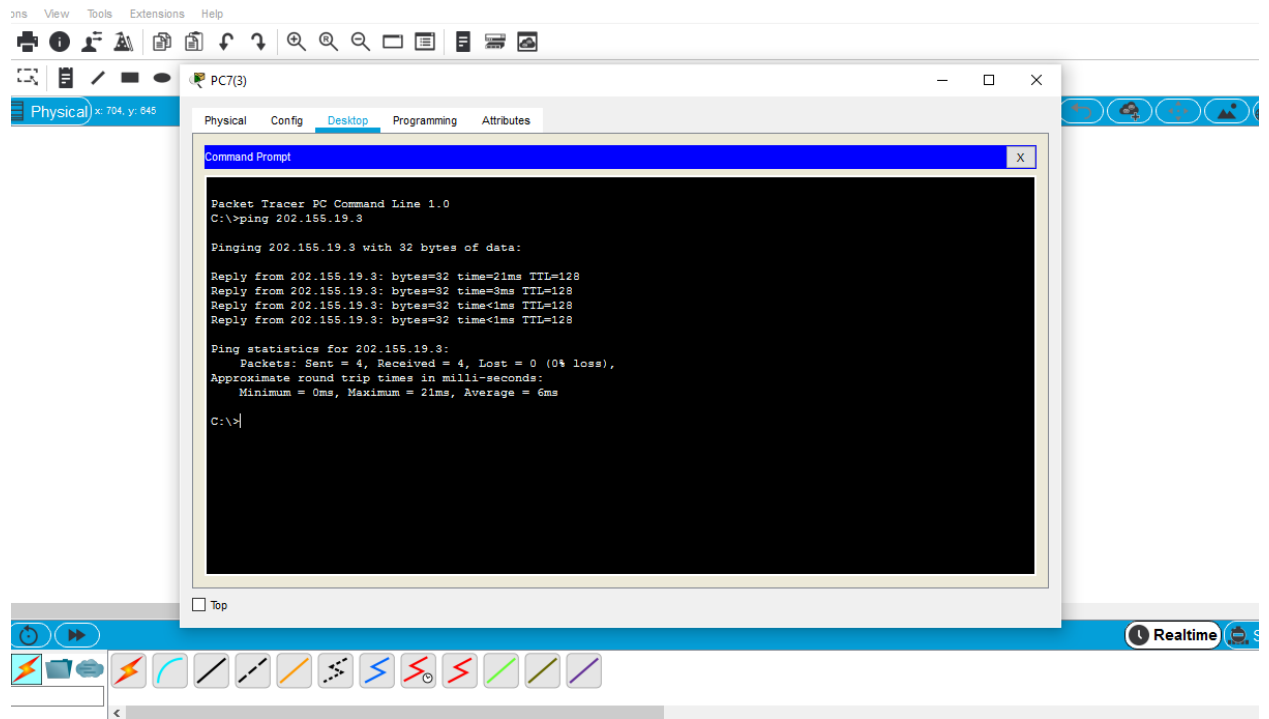 ons View Tools Extensions Help
PC7(3)
Physical x: 704, y: 645
Physical Config Desktop Programming Attributes
Command Prompt X
Packet Tracer PC Command Line 1.0
C:\>ping 202.155.19.3
Pinging 202.155.19.3 with 32 bytes of data:
Reply from 202.155.19.3: bytes=32 time=21ms TTL=128
Reply from 202.155.19.3: bytes=32 time=3ms TTL=128
Reply from 202.155.19.3: bytes=32 time<1ms TTL=128
Reply from 202.155.19.3: bytes=32 time<1ms TTL=128
Ping statistics for 202.155.19.3:
Packets: Sent = 4, Received = 4, Lost = 0 (0% loss),
Approximate round trip times in milli-seconds:
Minimum = 0ms, Maximum = 21ms, Average = 6ms
C:\>
Top
Realtime S